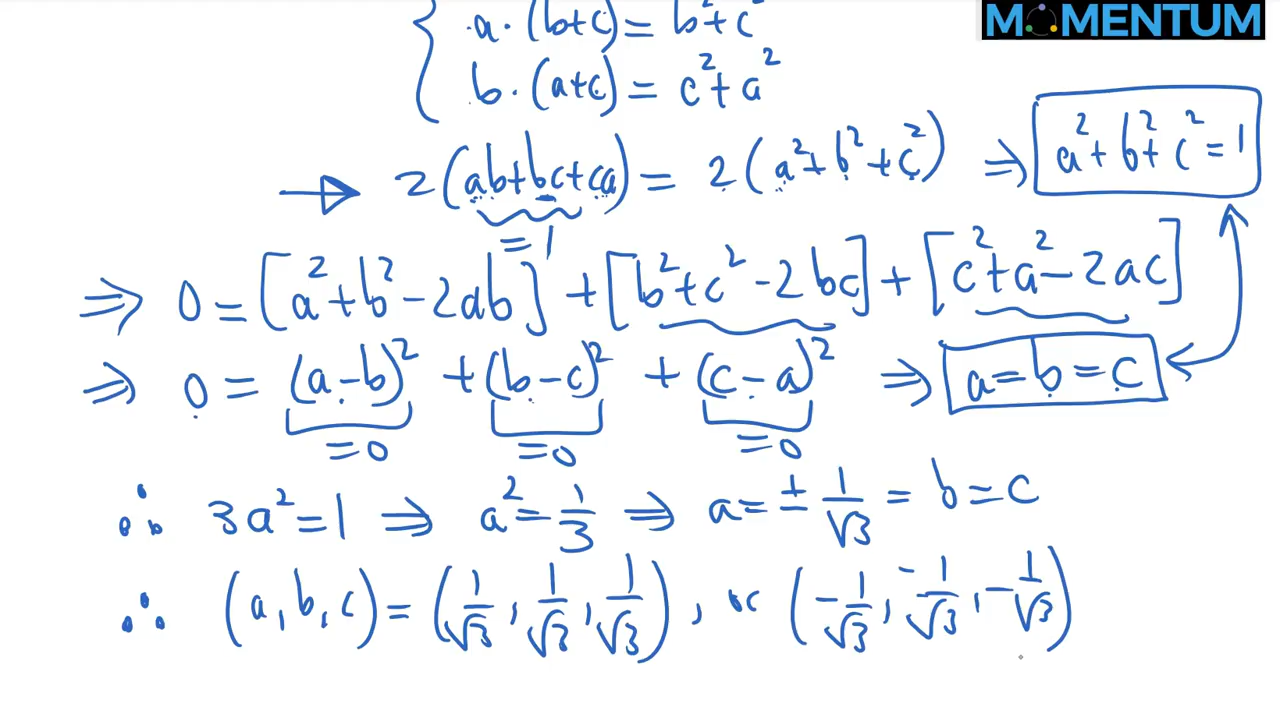 MOMENTUM
a · (b+c) = b² + c²
b · (a+c) = c² + a²
→ 2(ab+bc+ca) = 2(a² + b² + c²) ⇒ a² + b² + c² = 1
= 1
⇒ 0 = [a² + b² - 2ab] + [b² + c² - 2bc] + [c² + a² - 2ac]
⇒ 0 = (a-b)² + (b-c)² + (c-a)² ⇒ a = b = c
= 0 = 0 = 0
∴ 3a² = 1 ⇒ a² = 1/3 ⇒ a = ± 1/√3 = b = c
∴ (a, b, c) = (1/√3, 1/√3, 1/√3), or (-1/√3, -1/√3, -1/√3)